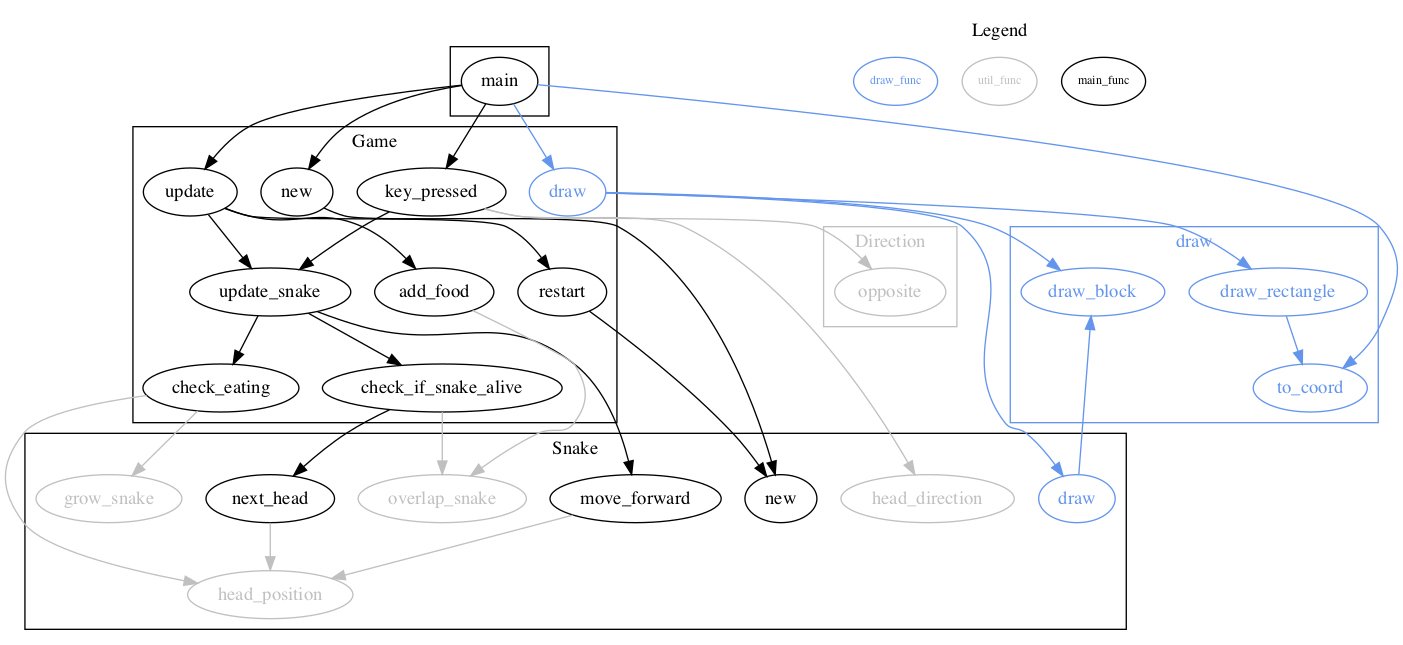 Legend
main
draw_func
util_func
main_func
Game
update
new
key_pressed
draw
Direction
draw
update_snake
add_food
restart
opposite
draw_block
draw_rectangle
check_eating
check_if_snake_alive
to_coord
Snake
grow_snake
next_head
overlap_snake
move_forward
new
head_direction
draw
head_position